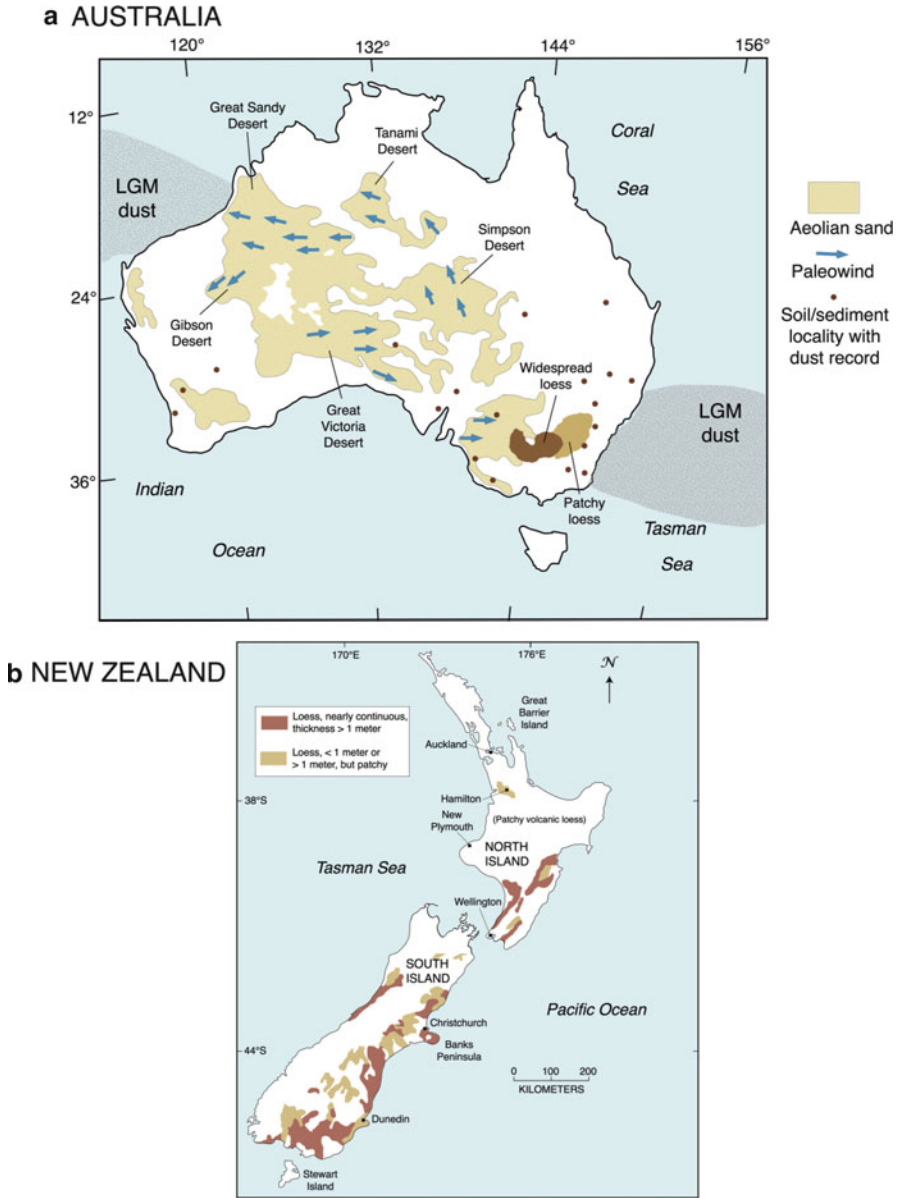 a AUSTRALIA
120°
132°
144°
156°
12°
24°
36°
Great Sandy
Desert
Tanami
Desert
Coral
Sea
LGM
dust
Simpson
Desert
Gibson
Desert
Great
Victoria
Desert
Widespread
loess
LGM
dust
Patchy
loess
Indian
Ocean
Tasman
Sea
Aeolian sand
Paleowind
Soil/sediment
locality with
dust record
b NEW ZEALAND
170°E
176°E
N
Loess, nearly continuous,
thickness > 1 meter
Loess, < 1 meter or
> 1 meter, but patchy
Great
Barrier
Island
Auckland
38°S
Hamilton
New
Plymouth
(Patchy volcanic loess)
NORTH
ISLAND
Tasman Sea
Wellington
SOUTH
ISLAND
Pacific Ocean
Christchurch
Banks
Peninsula
44°S
0 100 200
KILOMETERS
Dunedin
Stewart
Island